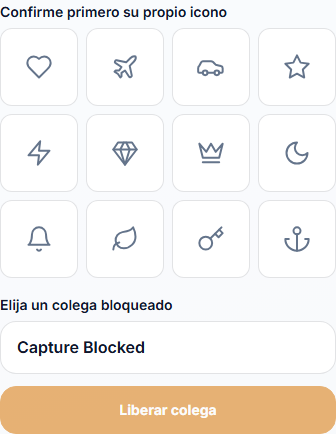 Confirme primero su propio icono
Elija un colega bloqueado
Capture Blocked
Liberar colega